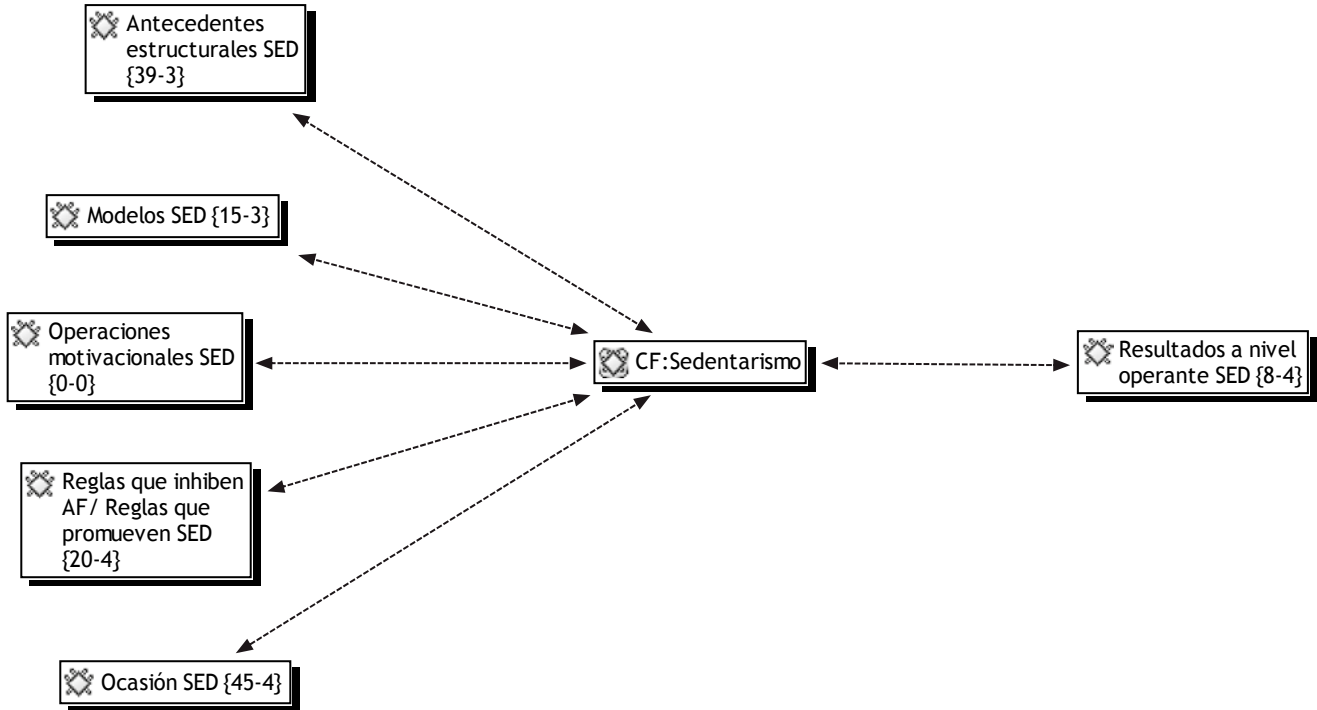 Antecedentes
estructurales SED
{39-3}
Modelos SED {15-3}
Operaciones
motivacionales SED
{0-0}
CF:Sedentarismo
Resultados a nivel
operante SED {8-4}
Reglas que inhiben
AF/ Reglas que
promueven SED
{20-4}
Ocasión SED {45-4}